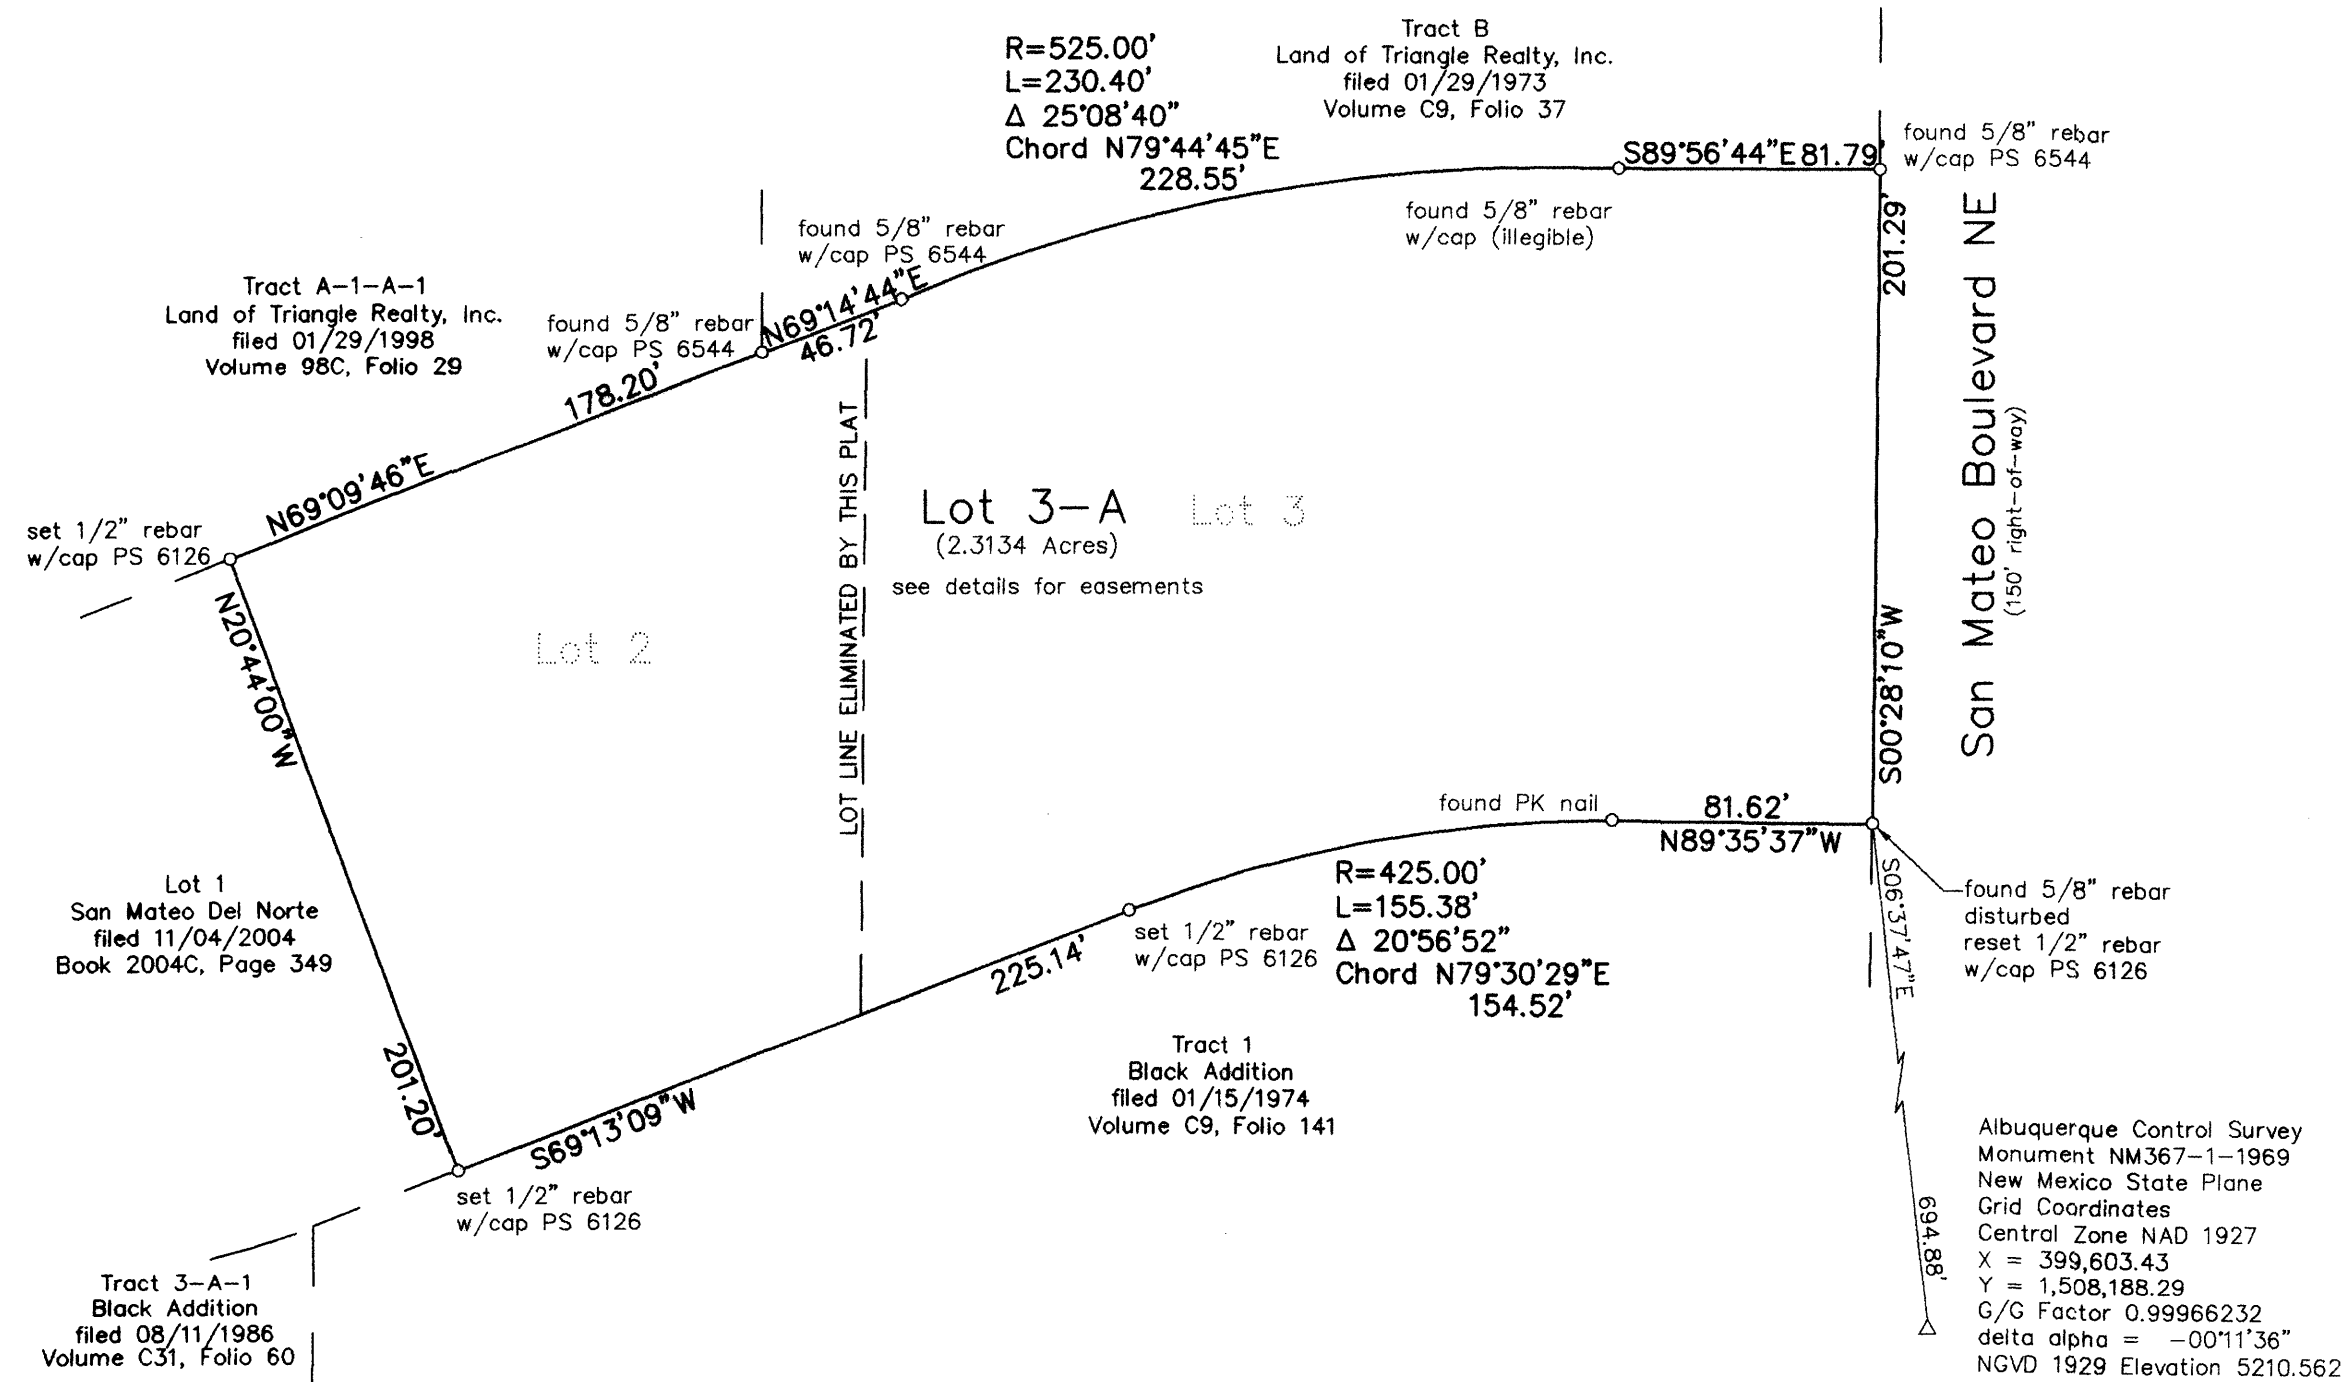 R=525.00'
L=230.40'
Δ 25°08'40"
Chord N79°44'45"E
228.55'
Tract B
Land of Triangle Realty, Inc.
filed 01/29/1973
Volume C9, Folio 37
S89°56'44"E 81.79'
found 5/8" rebar
w/cap PS 6544
found 5/8" rebar
w/cap PS 6544
found 5/8" rebar
w/cap (illegible)
201.29'
S00°28'10"W
San Mateo Boulevard NE
(150' right-of-way)
Tract A-1-A-1
Land of Triangle Realty, Inc.
filed 01/29/1998
Volume 98C, Folio 29
found 5/8" rebar
w/cap PS 6544
N69°14'44"E
46.72'
178.20'
N69°09'46"E
set 1/2" rebar
w/cap PS 6126
LOT LINE ELIMINATED BY THIS PLAT
Lot 3-A
(2.3134 Acres)
see details for easements
Lot 3
Lot 2
N20°44'00"W
201.20'
found PK nail
81.62'
N89°35'37"W
R=425.00'
L=155.38'
Δ 20°56'52"
Chord N79°30'29"E
154.52'
set 1/2" rebar
w/cap PS 6126
225.14'
S69°13'09"W
found 5/8" rebar
disturbed
reset 1/2" rebar
w/cap PS 6126
S06°37'47"E
694.88'
Lot 1
San Mateo Del Norte
filed 11/04/2004
Book 2004C, Page 349
Tract 1
Black Addition
filed 01/15/1974
Volume C9, Folio 141
set 1/2" rebar
w/cap PS 6126
Tract 3-A-1
Black Addition
filed 08/11/1986
Volume C31, Folio 60
Albuquerque Control Survey
Monument NM367-1-1969
New Mexico State Plane
Grid Coordinates
Central Zone NAD 1927
X = 399,603.43
Y = 1,508,188.29
G/G Factor 0.99966232
delta alpha = -00°11'36"
NGVD 1929 Elevation 5210.562